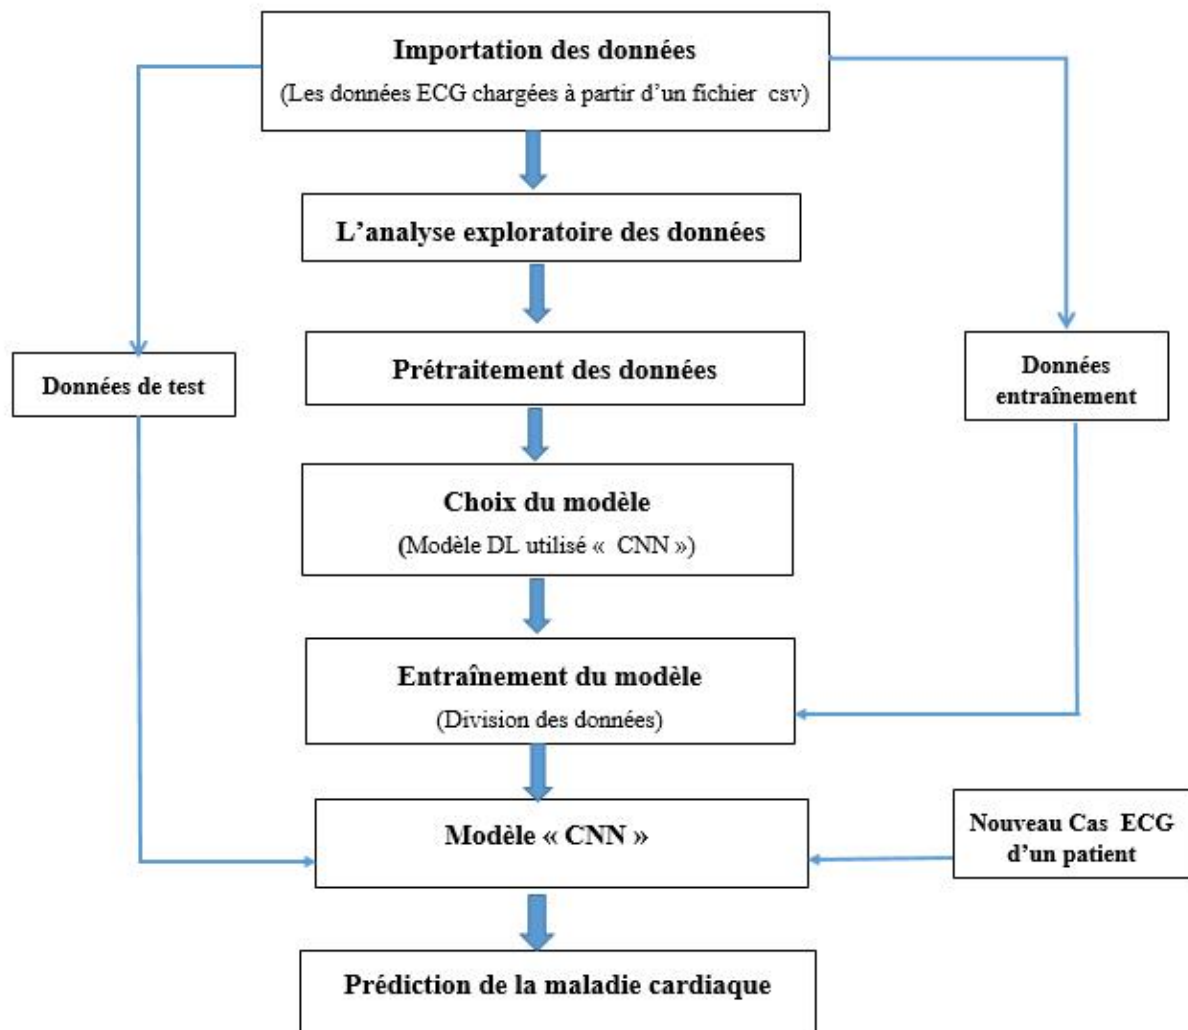 Importation des données
(Les données ECG chargées à partir d'un fichier csv)
L'analyse exploratoire des données
Prétraitement des données
Données de test
Données
entraînement
Choix du modèle
(Modèle DL utilisé « CNN »)
Entraînement du modèle
(Division des données)
Modèle « CNN »
Nouveau Cas ECG
d'un patient
Prédiction de la maladie cardiaque